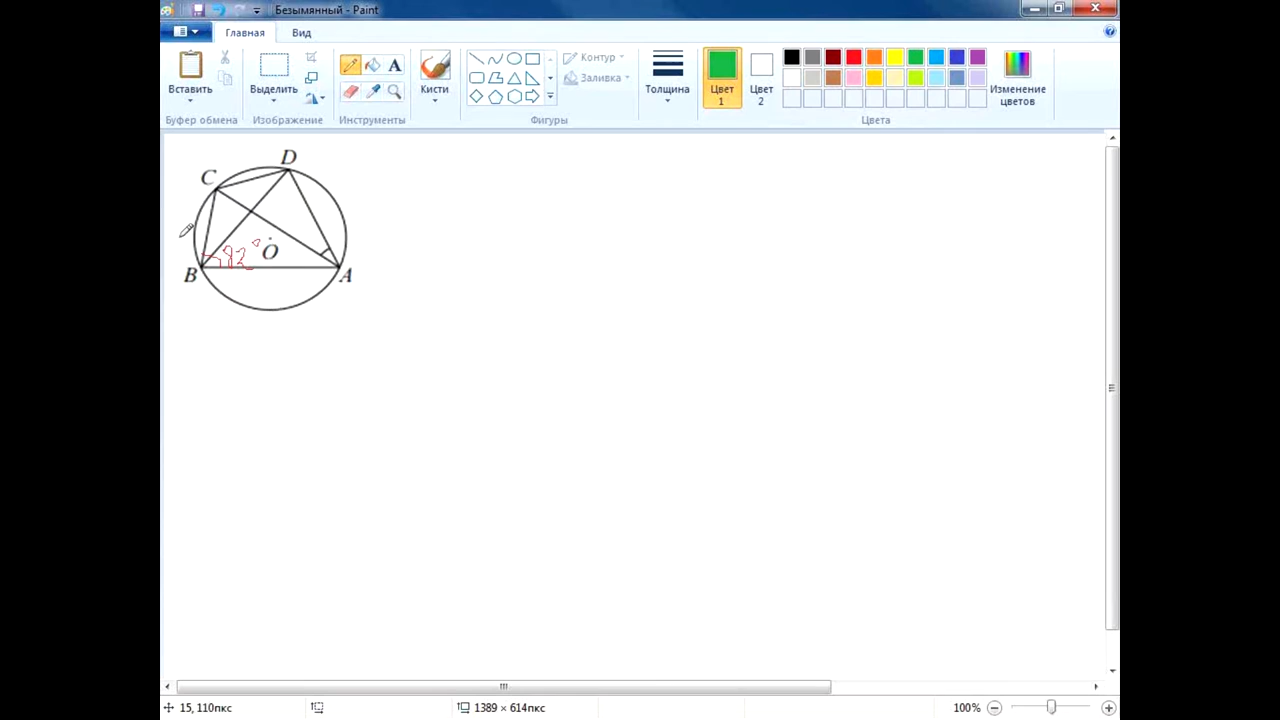 Безымянный - Paint
Главная Вид
Вставить
Выделить
Кисти
Контур
Заливка
Толщина
Цвет 1
Цвет 2
Изменение цветов
Буфер обмена Изображение Инструменты Фигуры Цвета
D
C
82°
O
B A
15, 110пкс 1389 × 614пкс 100%